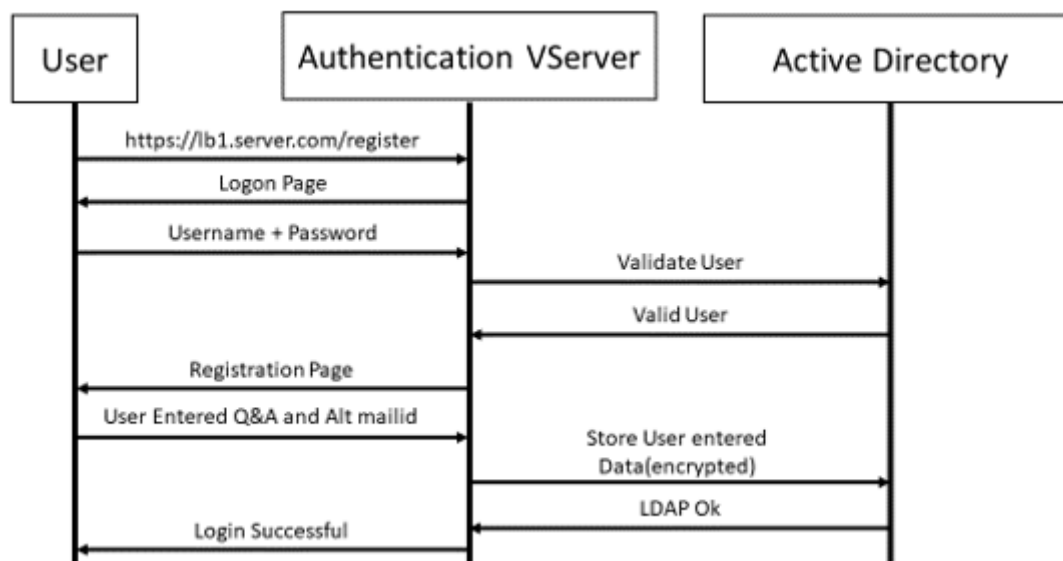 User
Authentication VServer
Active Directory
https://lb1.server.com/register
Logon Page
Username + Password
Validate User
Valid User
Registration Page
User Entered Q&A and Alt mailid
Store User entered
Data(encrypted)
LDAP Ok
Login Successful